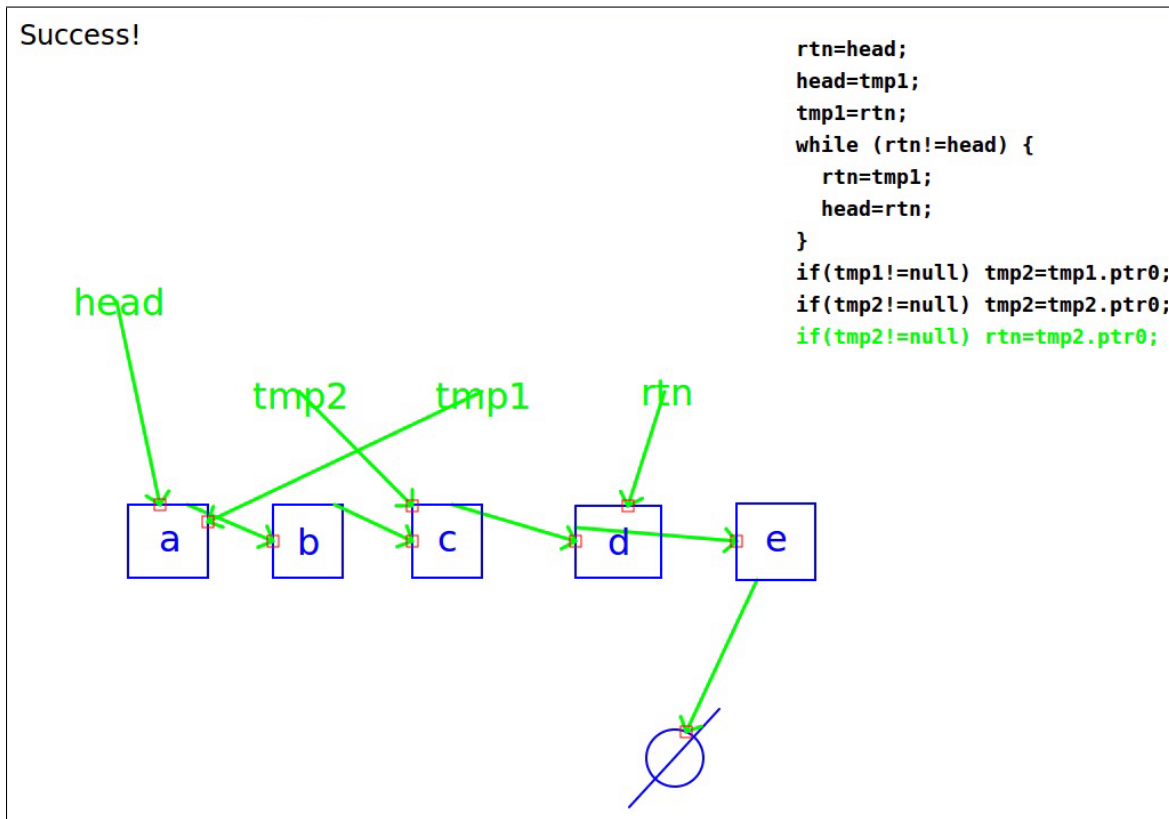 Success!
rtn=head;
head=tmp1;
tmp1=rtn;
while (rtn!=head) {
  rtn=tmp1;
  head=rtn;
}
if(tmp1!=null) tmp2=tmp1.ptr0;
if(tmp2!=null) tmp2=tmp2.ptr0;
if(tmp2!=null) rtn=tmp2.ptr0;
head
tmp2 tmp1 rtn
a b c d e